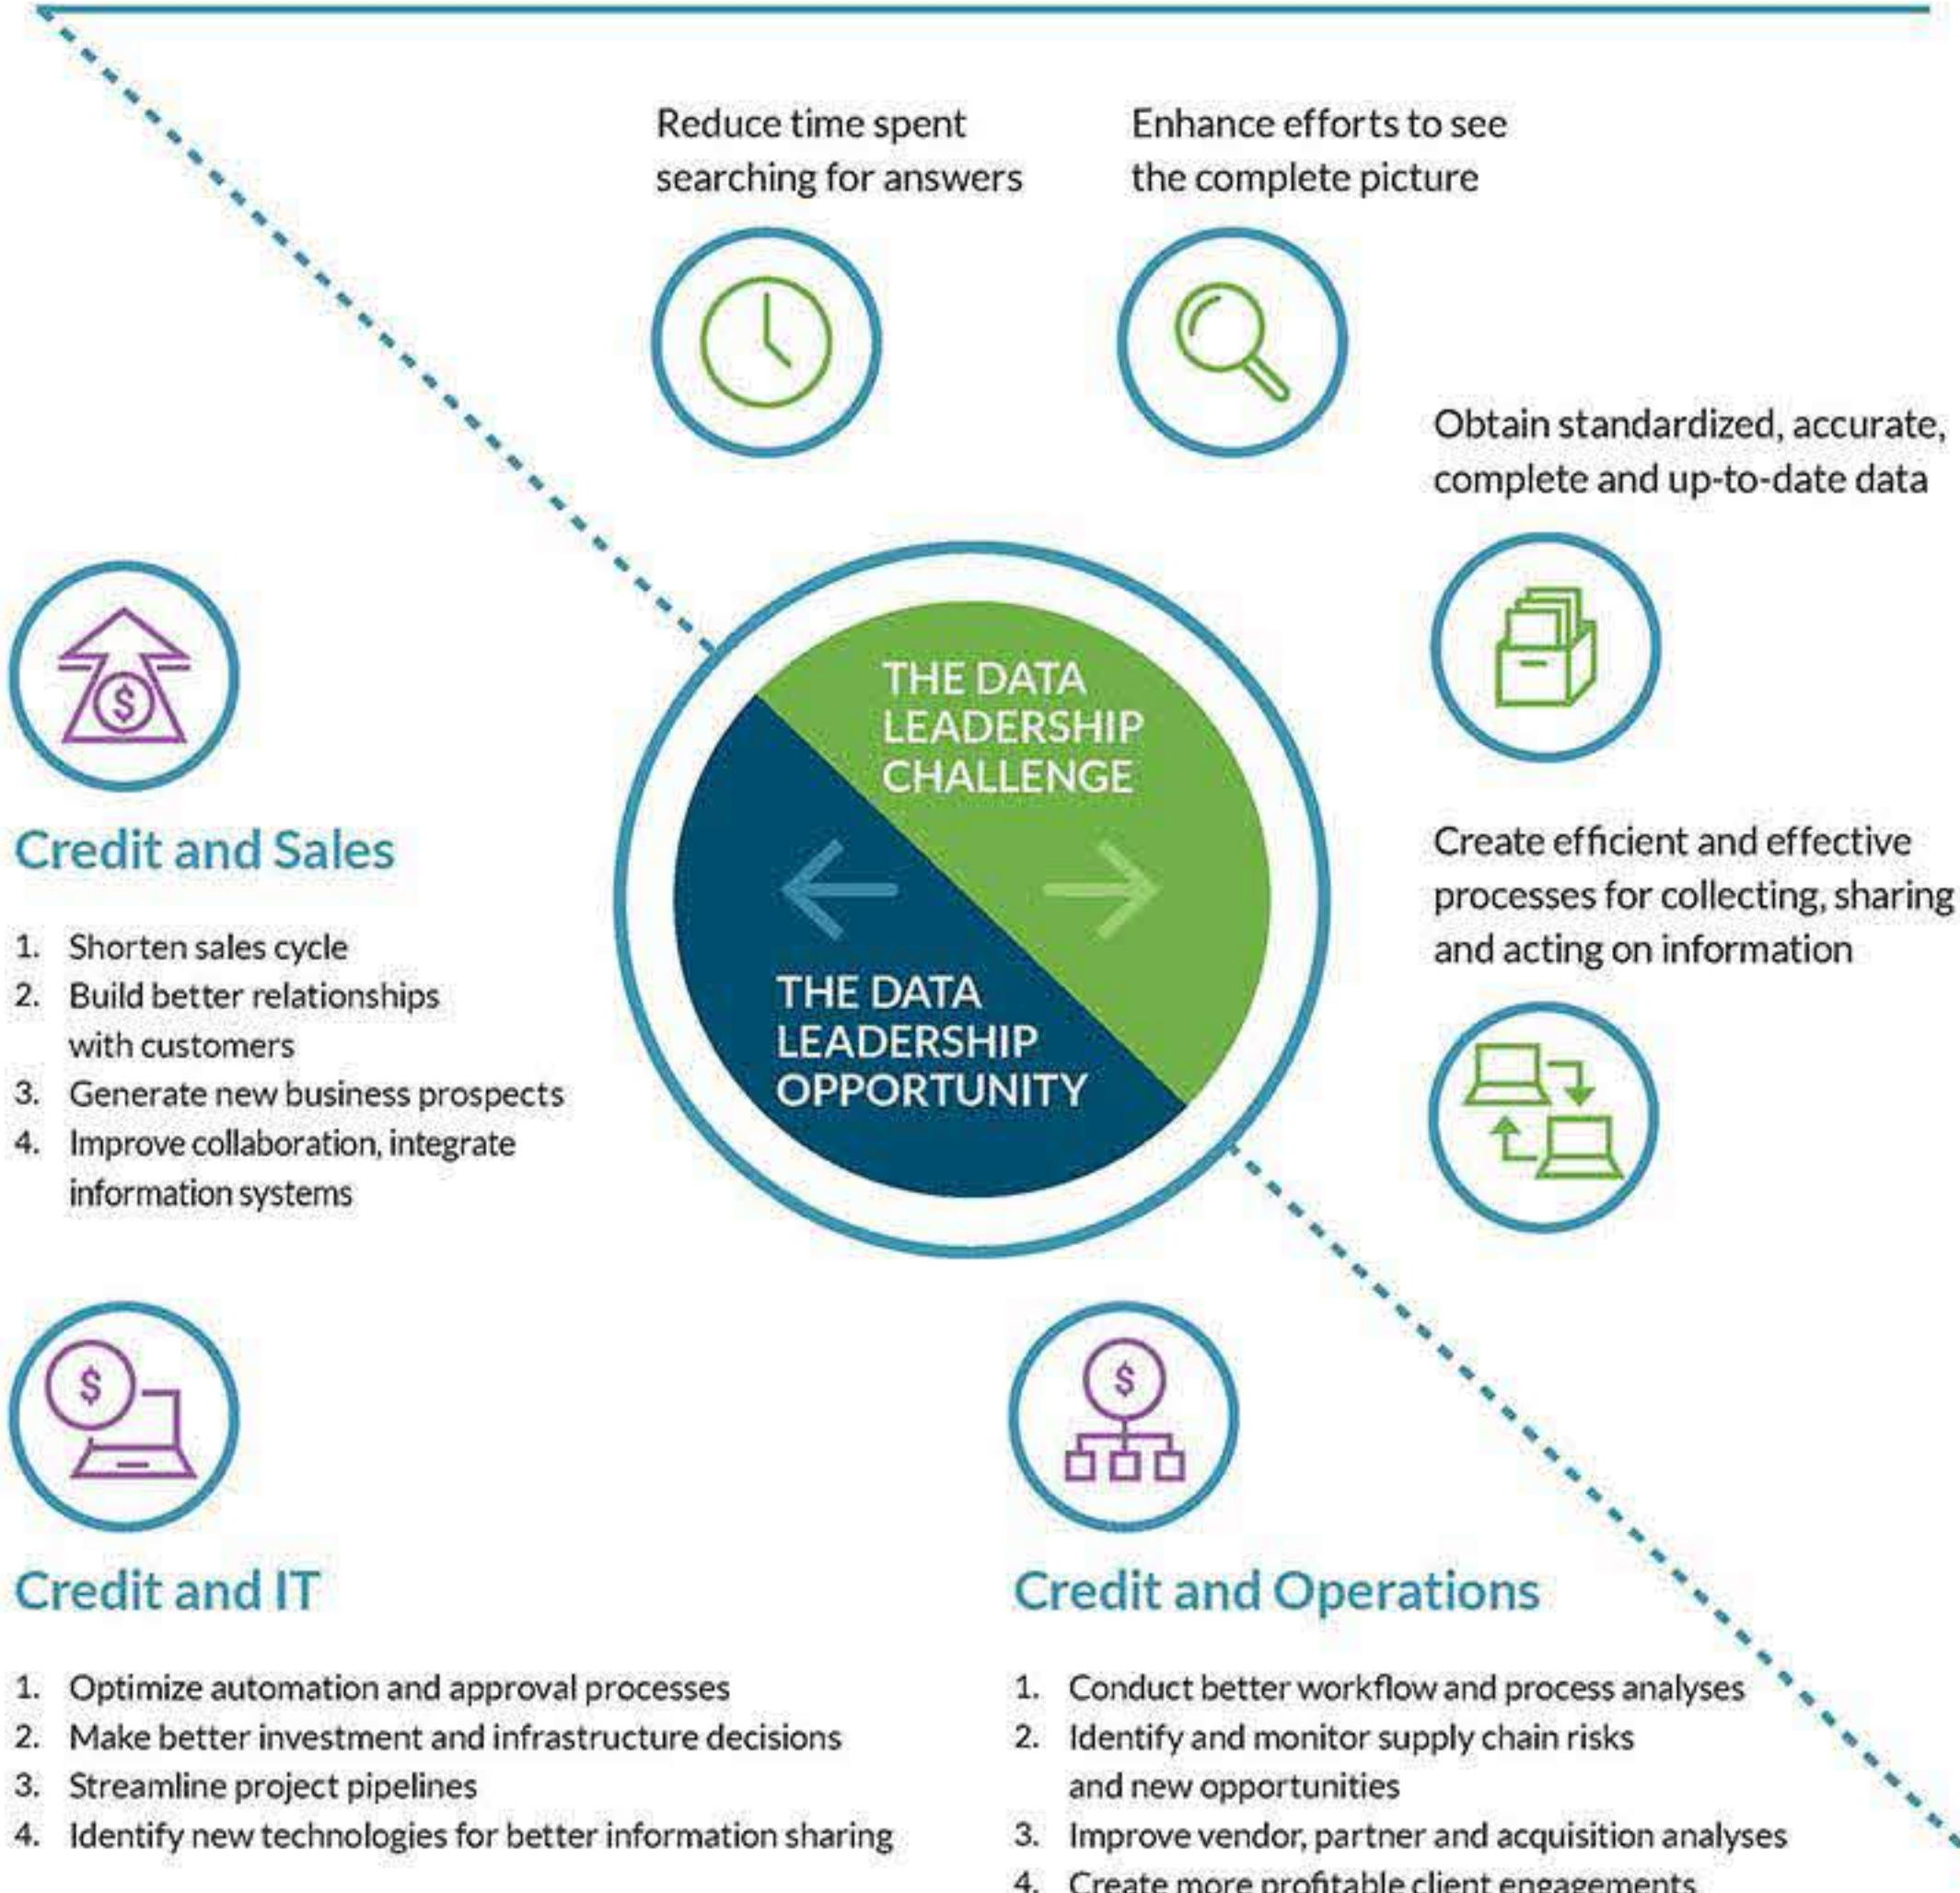 Reduce time spent
searching for answers
Enhance efforts to see
the complete picture
Obtain standardized, accurate,
complete and up-to-date data
THE DATA
LEADERSHIP
CHALLENGE
THE DATA
LEADERSHIP
OPPORTUNITY
Create efficient and effective
processes for collecting, sharing
and acting on information
$
Credit and Sales
1. Shorten sales cycle
2. Build better relationships
with customers
3. Generate new business prospects
4. Improve collaboration, integrate
information systems
$
Credit and IT
1. Optimize automation and approval processes
2. Make better investment and infrastructure decisions
3. Streamline project pipelines
4. Identify new technologies for better information sharing
$
Credit and Operations
1. Conduct better workflow and process analyses
2. Identify and monitor supply chain risks
and new opportunities
3. Improve vendor, partner and acquisition analyses
4. Create more profitable client engagements